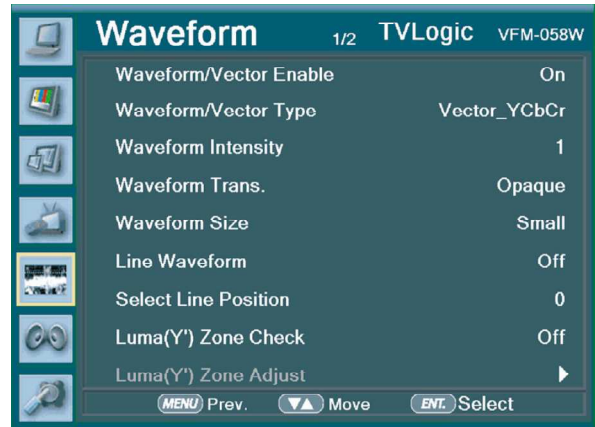 Waveform 1/2 TVLogic VFM-058W
Waveform/Vector Enable On
Waveform/Vector Type Vector_YCbCr
Waveform Intensity 1
Waveform Trans. Opaque
Waveform Size Small
Line Waveform Off
Select Line Position 0
Luma(Y') Zone Check Off
Luma(Y') Zone Adjust
MENU Prev. Move ENT. Select